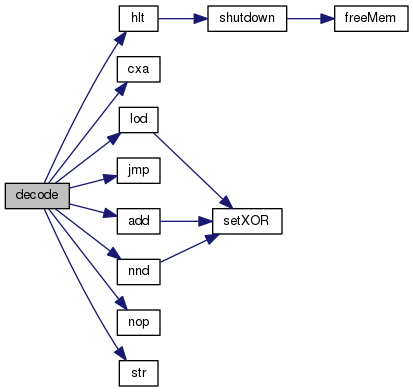 hlt
shutdown
freeMem
cxa
lod
jmp
decode
add
setXOR
nnd
nop
str